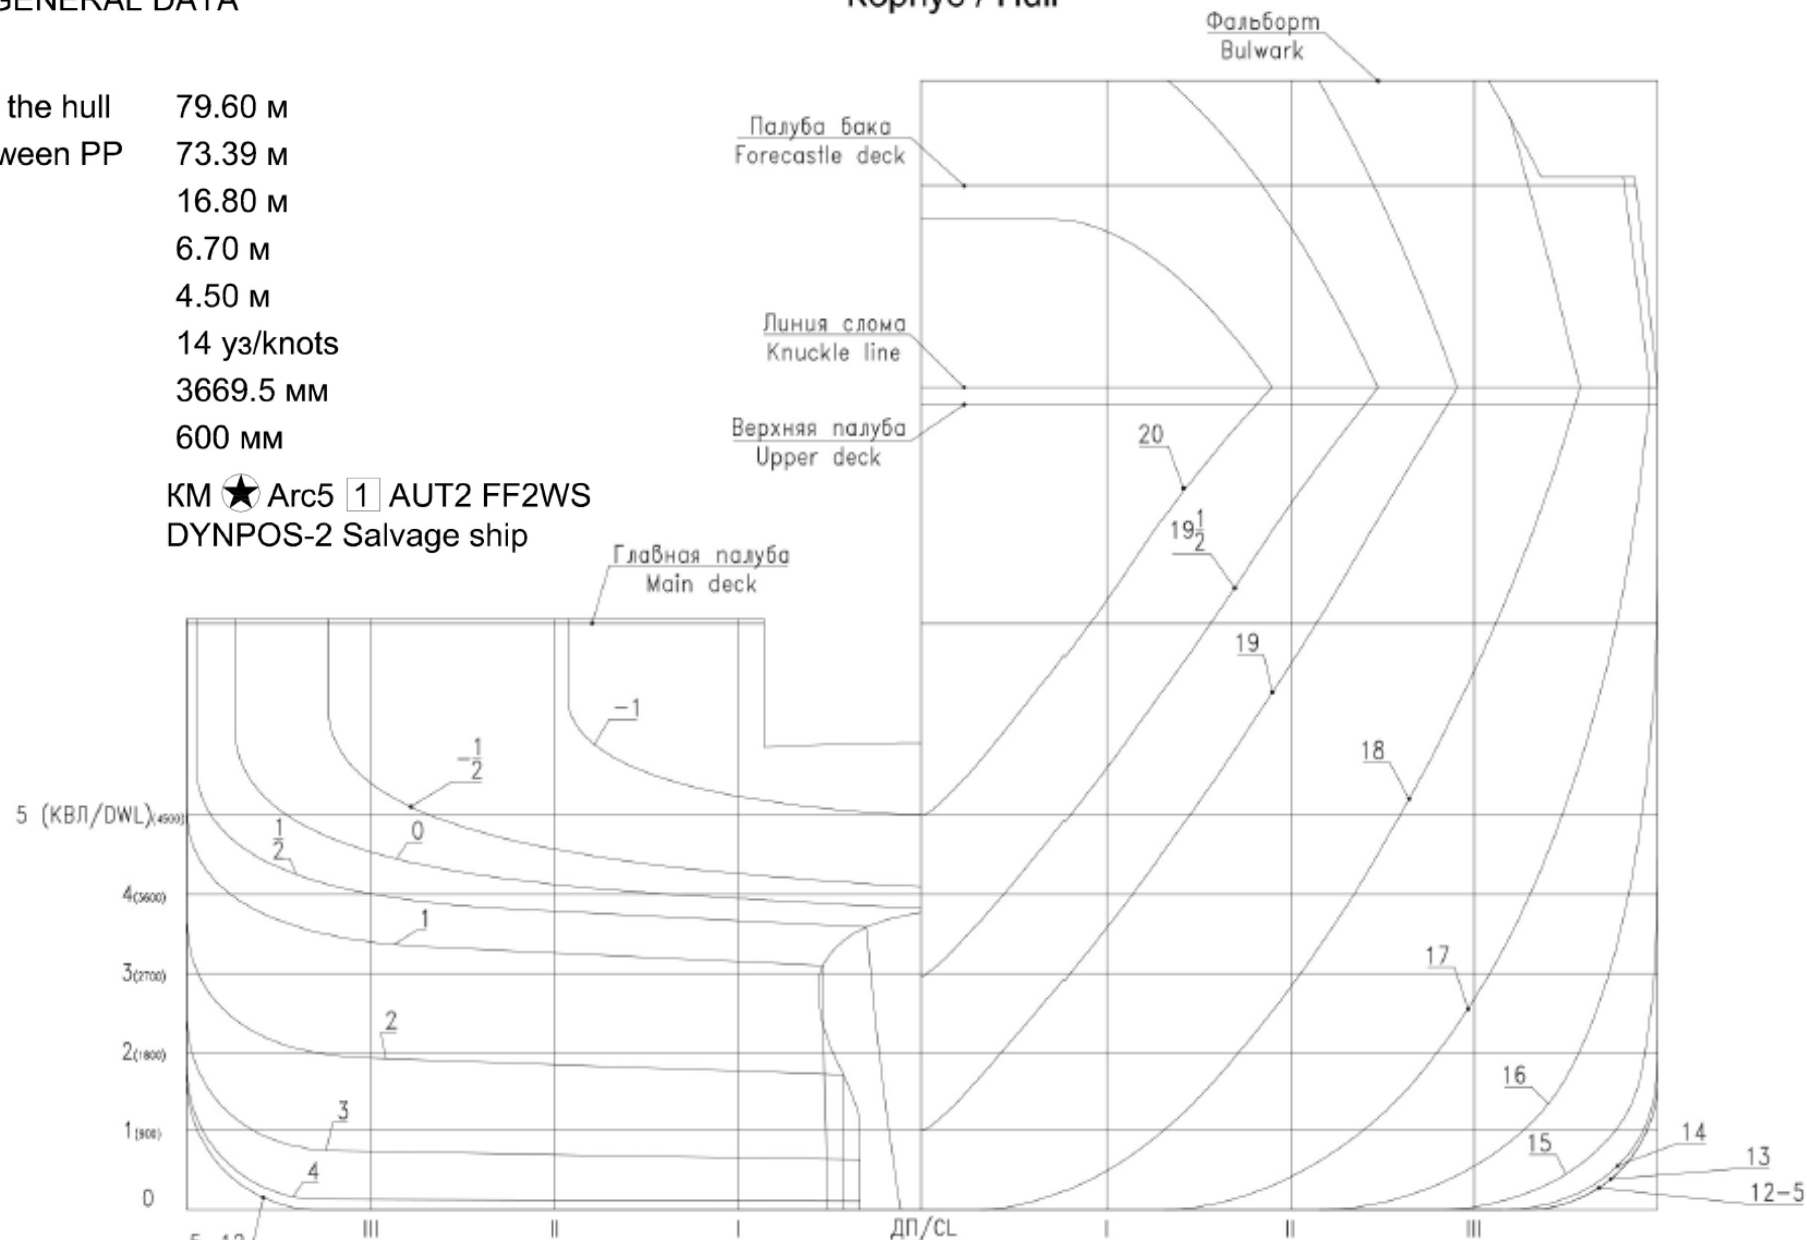 GENERAL DATA
Корпус / Hull
the hull 79.60 м
ween PP 73.39 м
16.80 м
6.70 м
4.50 м
14 уз/knots
3669.5 мм
600 мм
КМ ★ Arc5 1 AUT2 FF2WS
DYNPOS-2 Salvage ship
Фальборт
Bulwark
Палуба бака
Forecastle deck
Линия слома
Knuckle line
Верхняя палуба
Upper deck
Главная палуба
Main deck
20
19 1/2
19
18
17
16
15
14
13
12-5
-1
-1/2
0
1/2
1
2
3
4
5 (КВЛ/DWL)(4500)
4(3600)
3(2700)
2(1800)
1(900)
0
III II I ДП/CL I II III